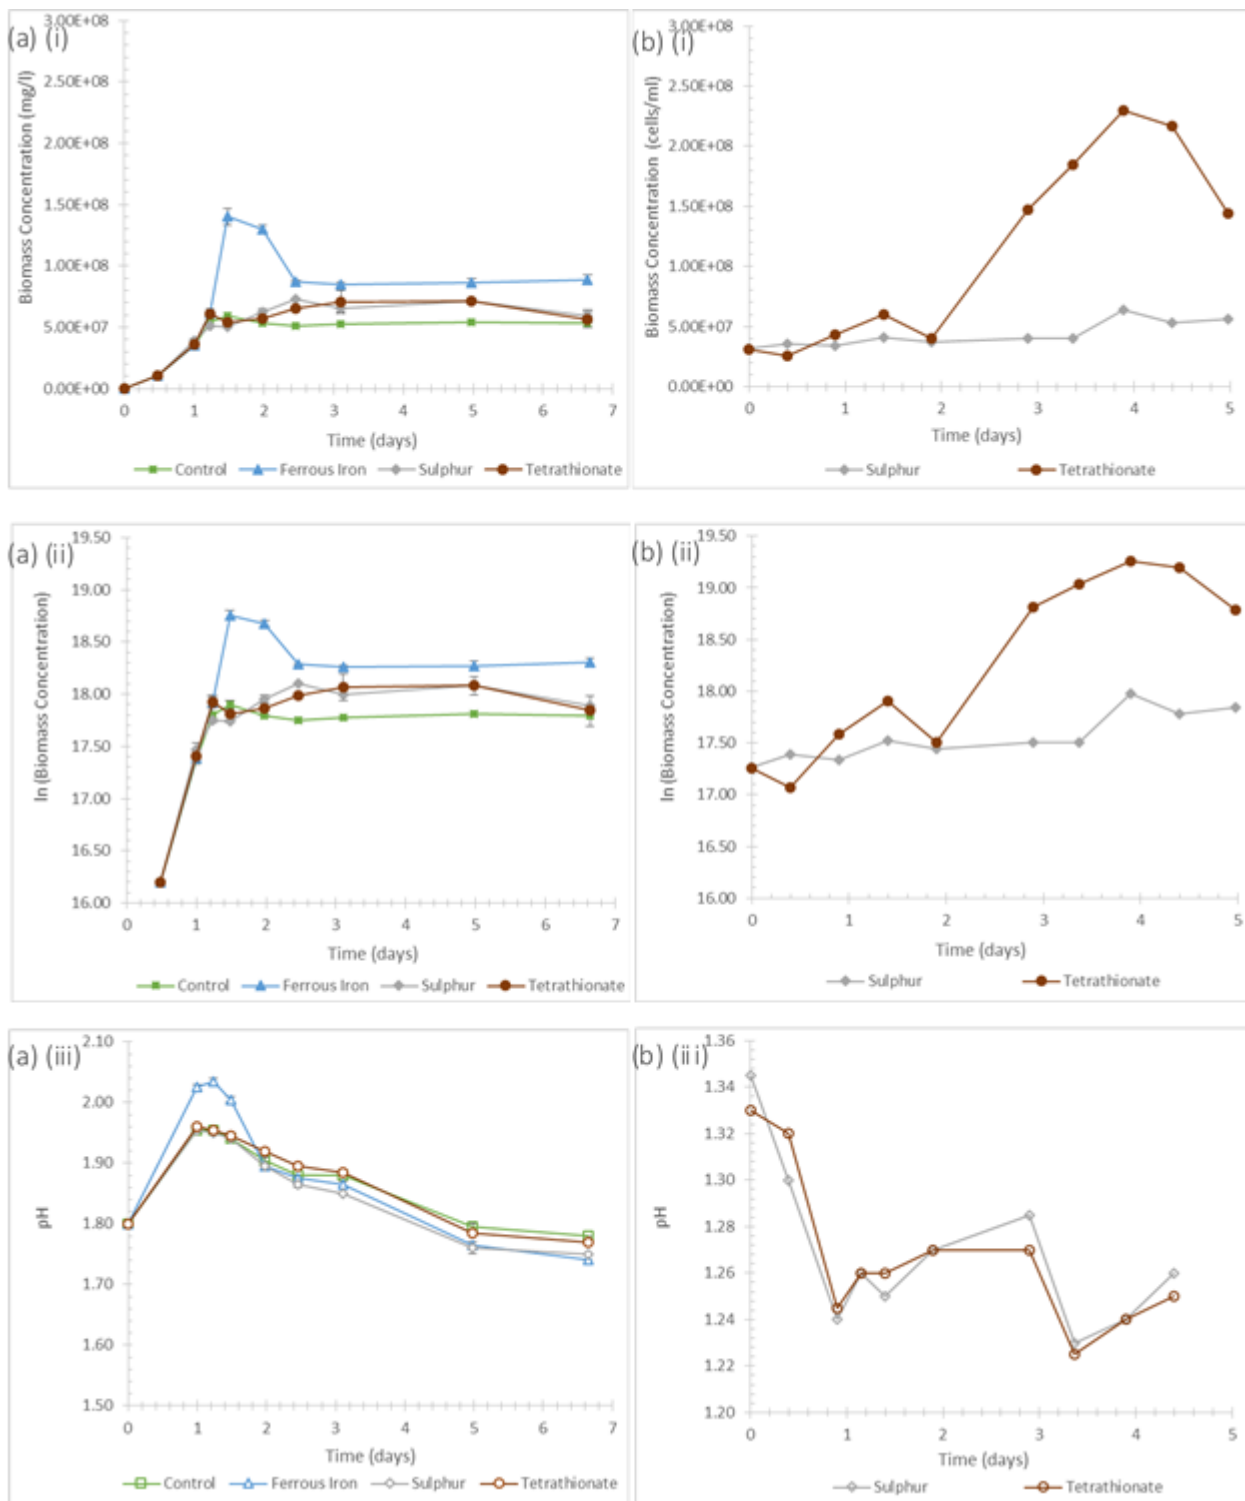 (a) (i)
Biomass Concentration (mg/l)
3.00E+08
2.50E+08
2.00E+08
1.50E+08
1.00E+08
5.00E+07
0.00E+00
0 1 2 3 4 5 6 7
Time (days)
Control Ferrous Iron Sulphur Tetrathionate
(b) (i)
Biomass Concentration (cells/ml)
3.00E+08
2.50E+08
2.00E+08
1.50E+08
1.00E+08
5.00E+07
0.00E+00
0 1 2 3 4 5
Time (days)
Sulphur Tetrathionate
(a) (ii)
ln(Biomass Concentration)
19.50
19.00
18.50
18.00
17.50
17.00
16.50
16.00
0 1 2 3 4 5 6 7
Time (days)
Control Ferrous Iron Sulphur Tetrathionate
(b) (ii)
ln(Biomass Concentration)
19.50
19.00
18.50
18.00
17.50
17.00
16.50
16.00
0 1 2 3 4 5
Time (days)
Sulphur Tetrathionate
(a) (iii)
pH
2.10
2.00
1.90
1.80
1.70
1.60
1.50
0 1 2 3 4 5 6 7
Time (days)
Control Ferrous Iron Sulphur Tetrathionate
(b) (iii)
pH
1.36
1.34
1.32
1.30
1.28
1.26
1.24
1.22
1.20
0 1 2 3 4 5
Time (days)
Sulphur Tetrathionate